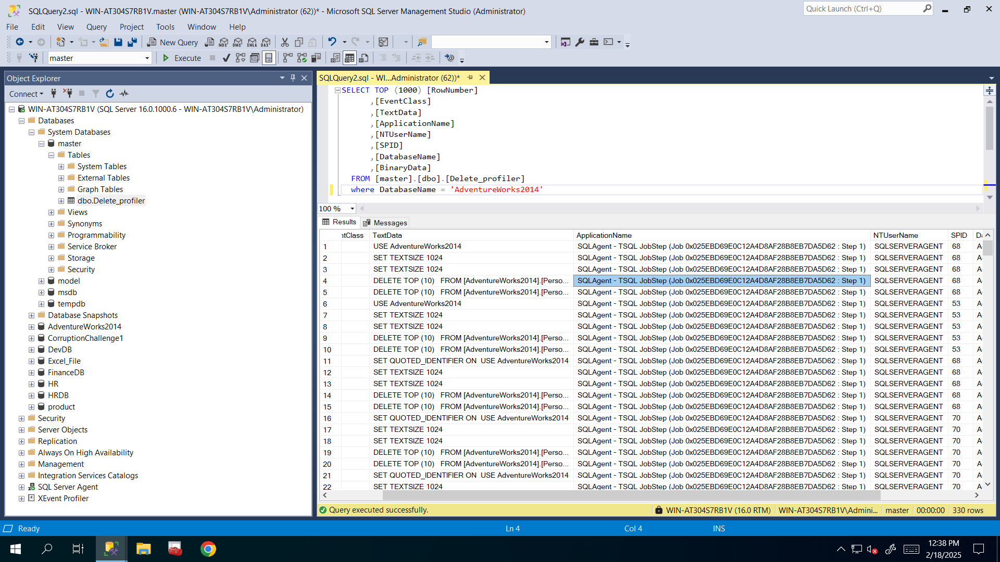 SQLQuery2.sql - WIN-AT304S7RB1V.master (WIN-AT304S7RB1V\Administrator (62))* - Microsoft SQL Server Management Studio (Administrator)
Quick Launch (Ctrl+Q)
File Edit View Query Project Tools Window Help
New Query MDX DMX XMLA DAX
master Execute
Object Explorer
Connect
WIN-AT304S7RB1V (SQL Server 16.0.1000.6 - WIN-AT304S7RB1V\Administrator)
Databases
System Databases
master
Tables
System Tables
External Tables
Graph Tables
dbo.Delete_profiler
Views
Synonyms
Programmability
Service Broker
Storage
Security
model
msdb
tempdb
Database Snapshots
AdventureWorks2014
CorruptionChallenge1
DevDB
Excel_File
FinanceDB
HR
HRDB
product
Security
Server Objects
Replication
Always On High Availability
Management
Integration Services Catalogs
SQL Server Agent
XEvent Profiler
SQLQuery2.sql - WI...Administrator (62))*
SELECT TOP (1000) [RowNumber]
,[EventClass]
,[TextData]
,[ApplicationName]
,[NTUserName]
,[SPID]
,[DatabaseName]
,[BinaryData]
FROM [master].[dbo].[Delete_profiler]
where DatabaseName = 'AdventureWorks2014'
100 %
Results Messages
ntClass TextData ApplicationName NTUserName SPID Da
1 USE AdventureWorks2014 SQLAgent - TSQL JobStep (Job 0x025EBD69E0C12A4D8AF28B8EB7DA5D62 : Step 1) SQLSERVERAGENT 68 A
2 SET TEXTSIZE 1024 SQLAgent - TSQL JobStep (Job 0x025EBD69E0C12A4D8AF28B8EB7DA5D62 : Step 1) SQLSERVERAGENT 68 A
3 SET TEXTSIZE 1024 SQLAgent - TSQL JobStep (Job 0x025EBD69E0C12A4D8AF28B8EB7DA5D62 : Step 1) SQLSERVERAGENT 68 A
4 DELETE TOP (10) FROM [AdventureWorks2014].[Perso... SQLAgent - TSQL JobStep (Job 0x025EBD69E0C12A4D8AF28B8EB7DA5D62 : Step 1) SQLSERVERAGENT 68 A
5 DELETE TOP (10) FROM [AdventureWorks2014].[Perso... SQLAgent - TSQL JobStep (Job 0x025EBD69E0C12A4D8AF28B8EB7DA5D62 : Step 1) SQLSERVERAGENT 68 A
6 USE AdventureWorks2014 SQLAgent - TSQL JobStep (Job 0x025EBD69E0C12A4D8AF28B8EB7DA5D62 : Step 1) SQLSERVERAGENT 53 A
7 SET TEXTSIZE 1024 SQLAgent - TSQL JobStep (Job 0x025EBD69E0C12A4D8AF28B8EB7DA5D62 : Step 1) SQLSERVERAGENT 53 A
8 SET TEXTSIZE 1024 SQLAgent - TSQL JobStep (Job 0x025EBD69E0C12A4D8AF28B8EB7DA5D62 : Step 1) SQLSERVERAGENT 53 A
9 DELETE TOP (10) FROM [AdventureWorks2014].[Perso... SQLAgent - TSQL JobStep (Job 0x025EBD69E0C12A4D8AF28B8EB7DA5D62 : Step 1) SQLSERVERAGENT 53 A
10 DELETE TOP (10) FROM [AdventureWorks2014].[Perso... SQLAgent - TSQL JobStep (Job 0x025EBD69E0C12A4D8AF28B8EB7DA5D62 : Step 1) SQLSERVERAGENT 53 A
11 SET QUOTED_IDENTIFIER ON USE AdventureWorks2014 SQLAgent - TSQL JobStep (Job 0x025EBD69E0C12A4D8AF28B8EB7DA5D62 : Step 1) SQLSERVERAGENT 68 A
12 SET TEXTSIZE 1024 SQLAgent - TSQL JobStep (Job 0x025EBD69E0C12A4D8AF28B8EB7DA5D62 : Step 1) SQLSERVERAGENT 68 A
13 SET TEXTSIZE 1024 SQLAgent - TSQL JobStep (Job 0x025EBD69E0C12A4D8AF28B8EB7DA5D62 : Step 1) SQLSERVERAGENT 68 A
14 DELETE TOP (10) FROM [AdventureWorks2014].[Perso... SQLAgent - TSQL JobStep (Job 0x025EBD69E0C12A4D8AF28B8EB7DA5D62 : Step 1) SQLSERVERAGENT 68 A
15 DELETE TOP (10) FROM [AdventureWorks2014].[Perso... SQLAgent - TSQL JobStep (Job 0x025EBD69E0C12A4D8AF28B8EB7DA5D62 : Step 1) SQLSERVERAGENT 68 A
16 SET QUOTED_IDENTIFIER ON USE AdventureWorks2014 SQLAgent - TSQL JobStep (Job 0x025EBD69E0C12A4D8AF28B8EB7DA5D62 : Step 1) SQLSERVERAGENT 70 A
17 SET TEXTSIZE 1024 SQLAgent - TSQL JobStep (Job 0x025EBD69E0C12A4D8AF28B8EB7DA5D62 : Step 1) SQLSERVERAGENT 70 A
18 SET TEXTSIZE 1024 SQLAgent - TSQL JobStep (Job 0x025EBD69E0C12A4D8AF28B8EB7DA5D62 : Step 1) SQLSERVERAGENT 70 A
19 DELETE TOP (10) FROM [AdventureWorks2014].[Perso... SQLAgent - TSQL JobStep (Job 0x025EBD69E0C12A4D8AF28B8EB7DA5D62 : Step 1) SQLSERVERAGENT 70 A
20 DELETE TOP (10) FROM [AdventureWorks2014].[Perso... SQLAgent - TSQL JobStep (Job 0x025EBD69E0C12A4D8AF28B8EB7DA5D62 : Step 1) SQLSERVERAGENT 70 A
21 SET QUOTED_IDENTIFIER ON USE AdventureWorks2014 SQLAgent - TSQL JobStep (Job 0x025EBD69E0C12A4D8AF28B8EB7DA5D62 : Step 1) SQLSERVERAGENT 70 A
22 SET TEXTSIZE 1024 SQLAgent - TSQL JobStep (Job 0x025EBD69E0C12A4D8AF28B8EB7DA5D62 : Step 1) SQLSERVERAGENT 70 A
Query executed successfully. WIN-AT304S7RB1V (16.0 RTM) WIN-AT304S7RB1V\Admini... master 00:00:00 330 rows
Ready Ln 4 Col 4 INS
12:38 PM
2/18/2025